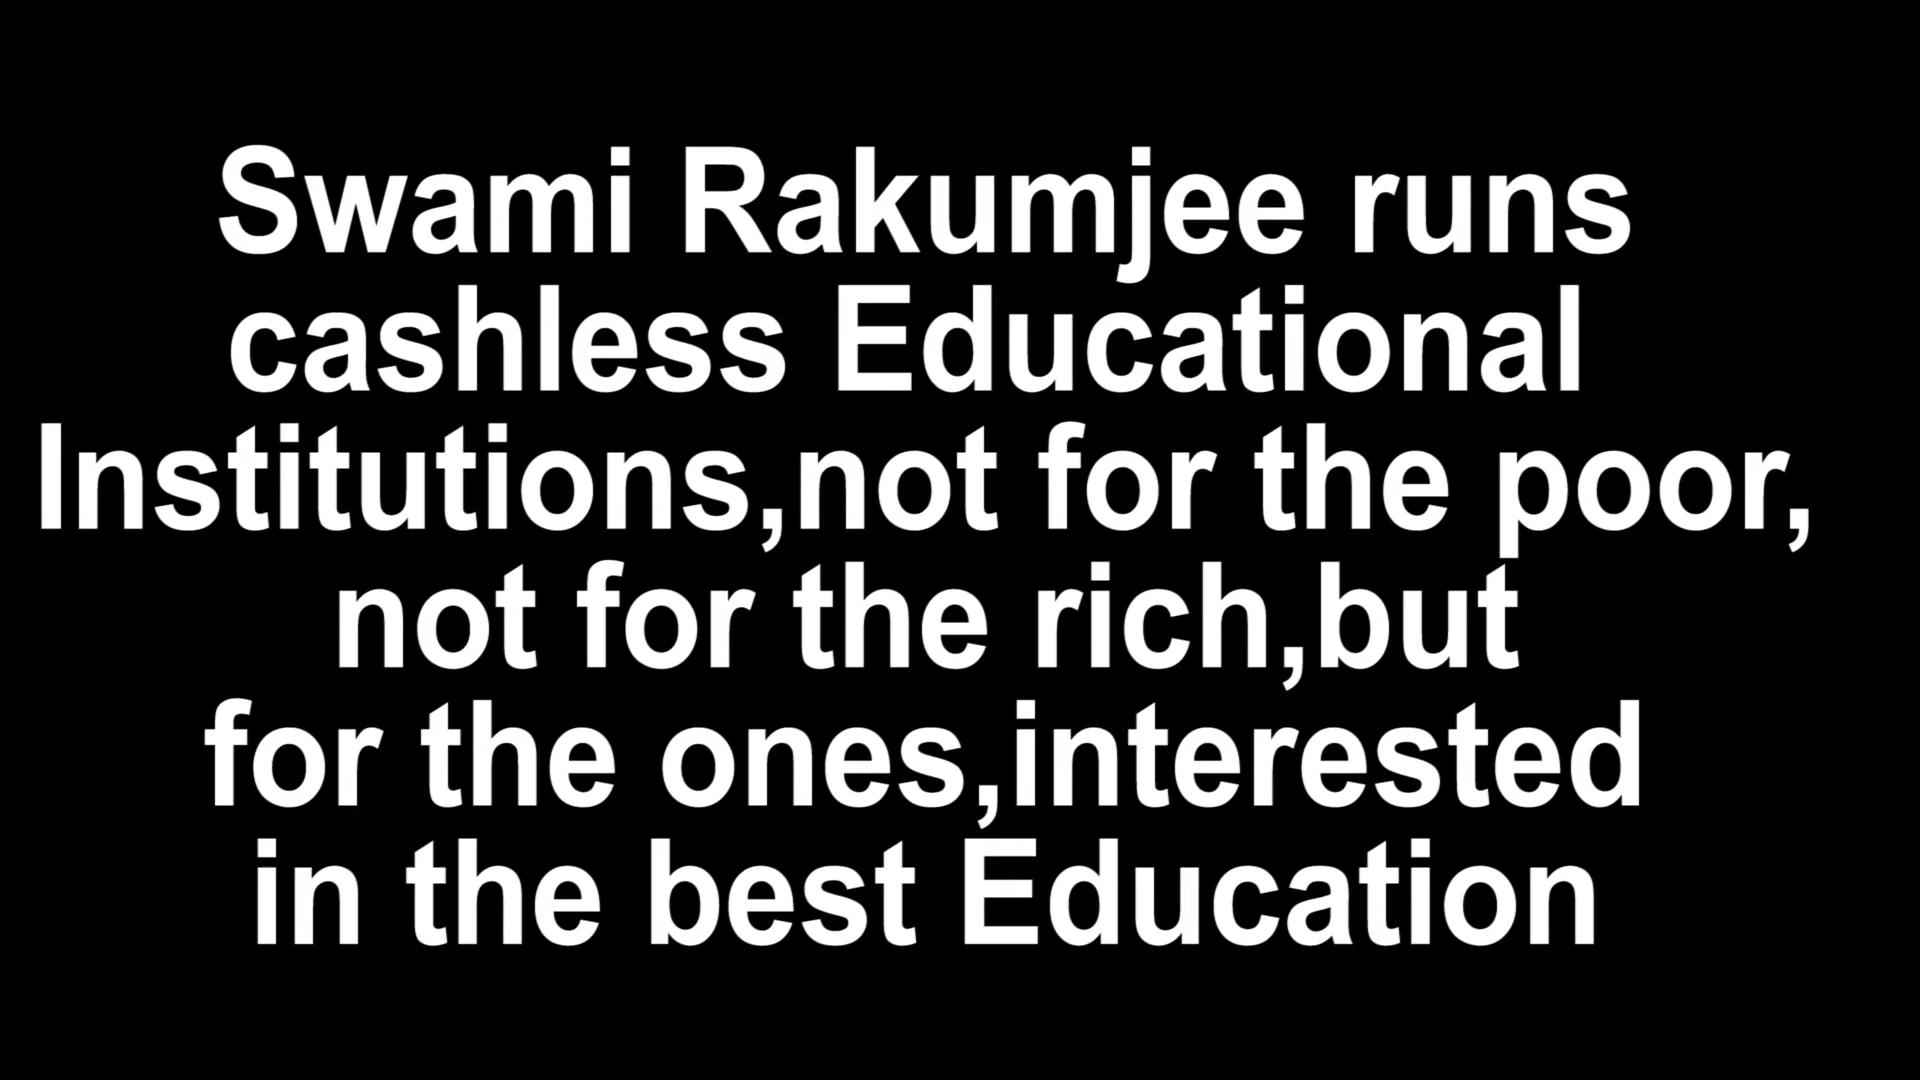 Swami Rakumjee runs
cashless Educational
Institutions,not for the poor,
not for the rich,but
for the ones,interested
in the best Education